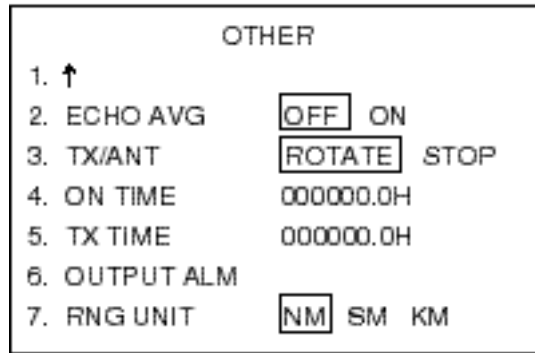 OTHER
1. ↑
2. ECHO AVG OFF ON
3. TX/ANT ROTATE STOP
4. ON TIME 000000.0H
5. TX TIME 000000.0H
6. OUTPUT ALM
7. RNG UNIT NM SM KM